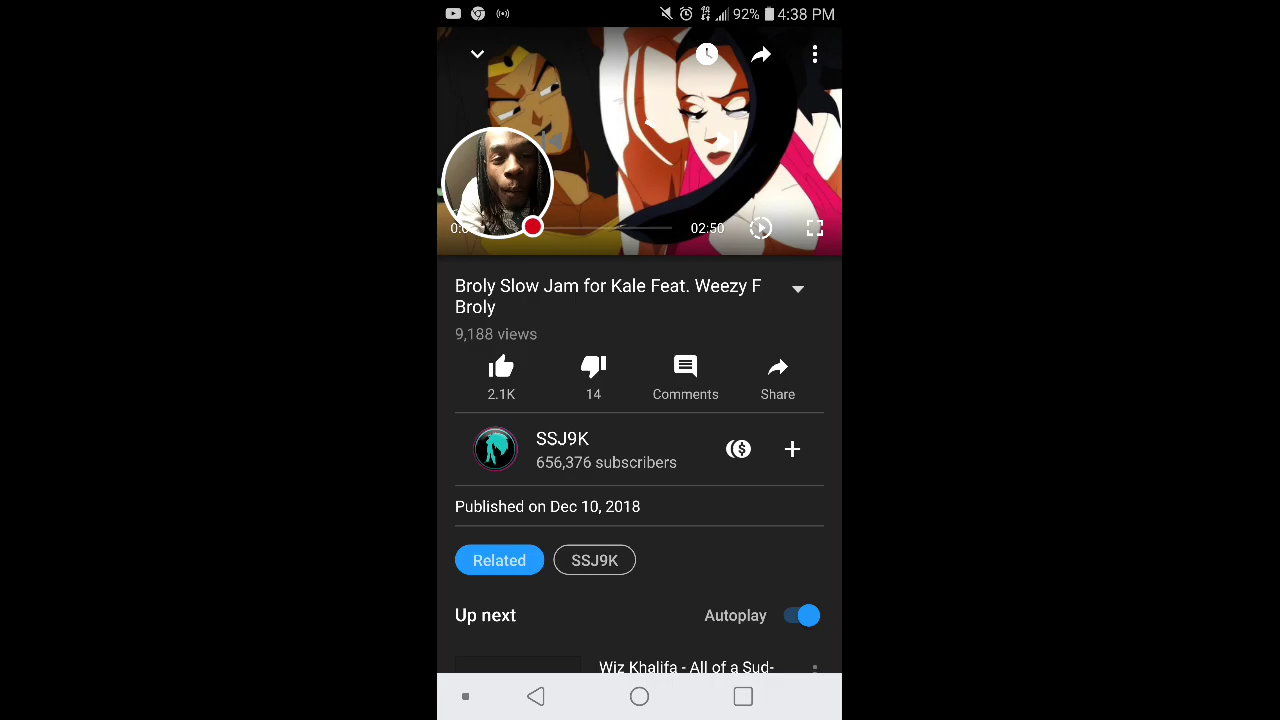 92% 4:38 PM
02:50
Broly Slow Jam for Kale Feat. Weezy F
Broly
9,188 views
2.1K 14 Comments Share
SSJ9K
656,376 subscribers
Published on Dec 10, 2018
Related SSJ9K
Up next Autoplay
Wiz Khalifa - All of a Sud-